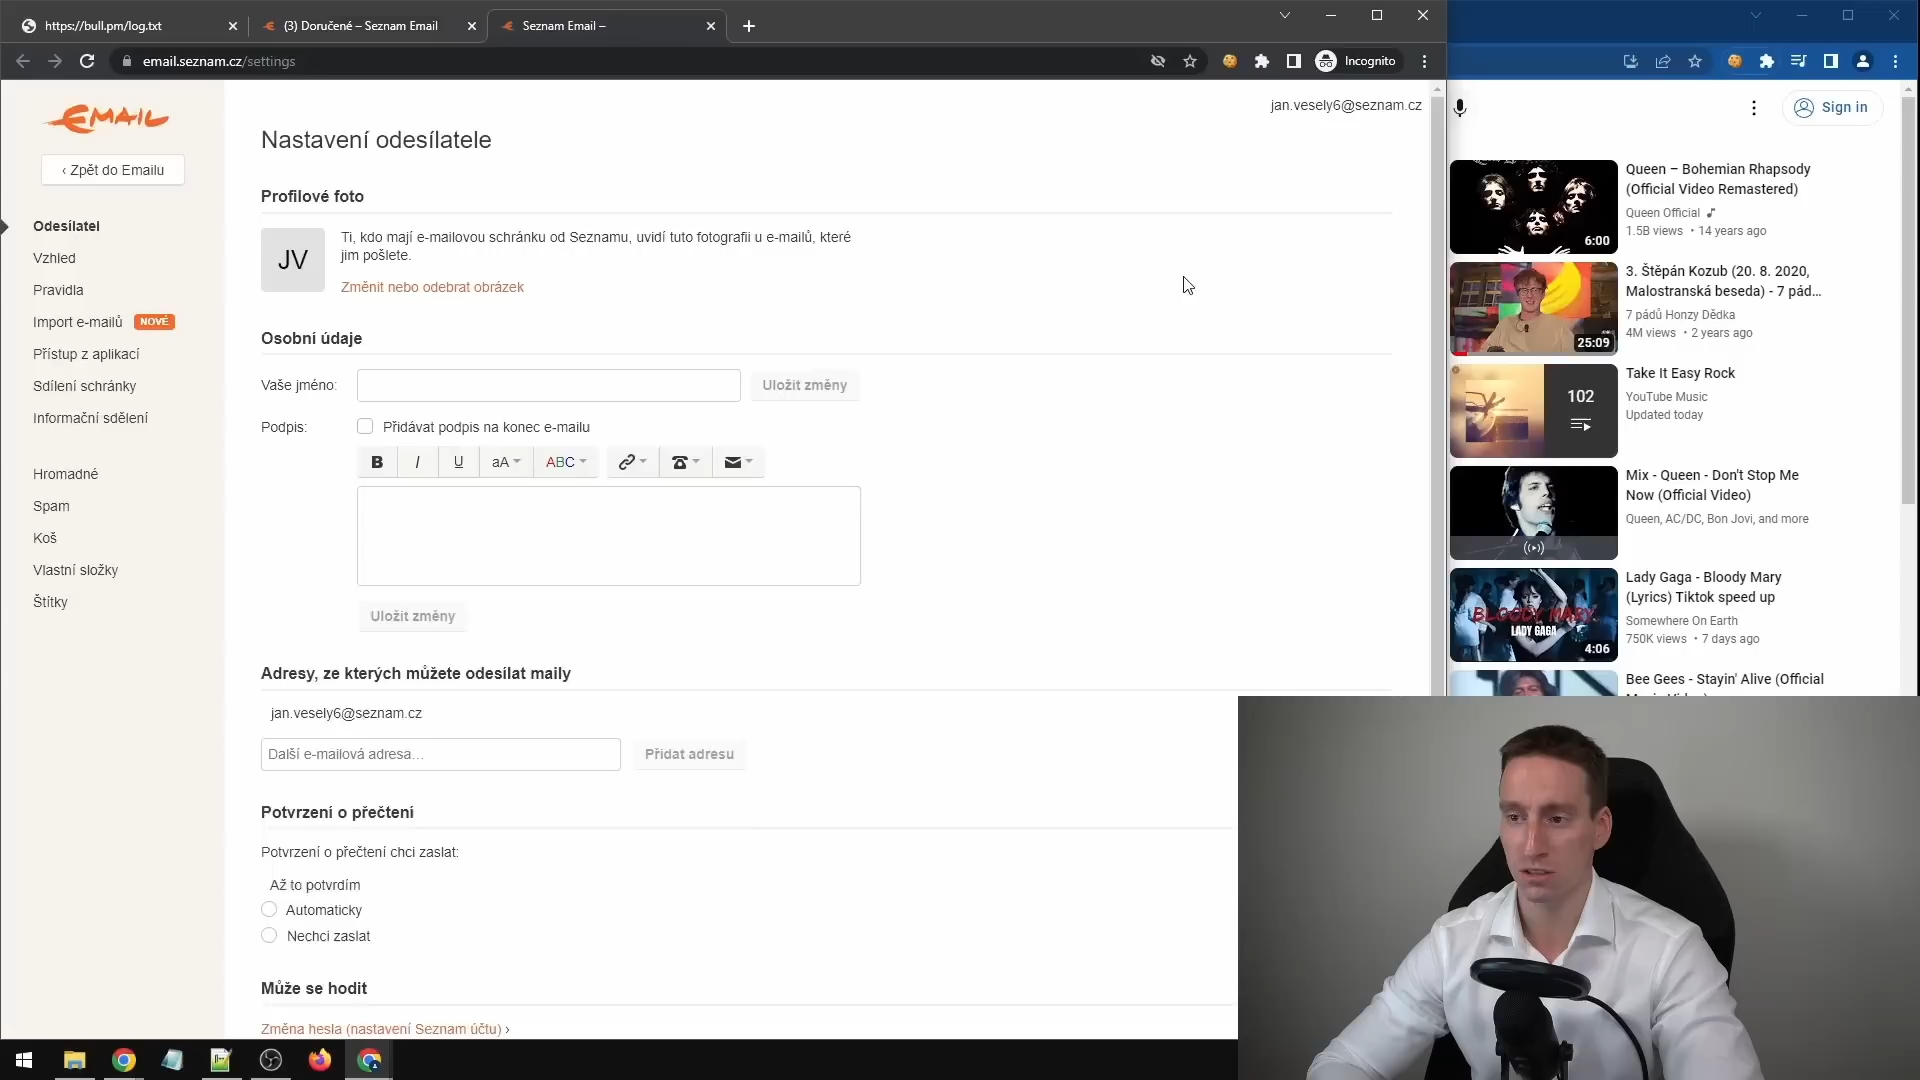 https://bull.pm/log.txt
(3) Doručené – Seznam Email
Seznam Email –
email.seznam.cz/settings
Incognito
EMAIL
‹ Zpět do Emailu
Odesílatel
Vzhled
Pravidla
Import e-mailů NOVÉ
Přístup z aplikací
Sdílení schránky
Informační sdělení
Hromadné
Spam
Koš
Vlastní složky
Štítky
jan.vesely6@seznam.cz
Nastavení odesílatele
Profilové foto
JV
Ti, kdo mají e-mailovou schránku od Seznamu, uvidí tuto fotografii u e-mailů, které
jim pošlete.
Změnit nebo odebrat obrázek
Osobní údaje
Vaše jméno:
Uložit změny
Podpis:
Přidávat podpis na konec e-mailu
B I U aA ABC
Uložit změny
Adresy, ze kterých můžete odesílat maily
jan.vesely6@seznam.cz
Další e-mailová adresa...
Přidat adresu
Potvrzení o přečtení
Potvrzení o přečtení chci zaslat:
Až to potvrdím
Automaticky
Nechci zaslat
Může se hodit
Změna hesla (nastavení Seznam účtu) ›
Sign in
6:00
Queen – Bohemian Rhapsody
(Official Video Remastered)
Queen Official
1.5B views • 14 years ago
25:09
3. Štěpán Kozub (20. 8. 2020,
Malostranská beseda) - 7 pád...
7 pádů Honzy Dědka
4M views • 2 years ago
102
Take It Easy Rock
YouTube Music
Updated today
Mix - Queen - Don't Stop Me
Now (Official Video)
Queen, AC/DC, Bon Jovi, and more
BLOODY MARY
LADY GAGA
4:06
Lady Gaga - Bloody Mary
(Lyrics) Tiktok speed up
Somewhere On Earth
750K views • 7 days ago
Bee Gees - Stayin' Alive (Official